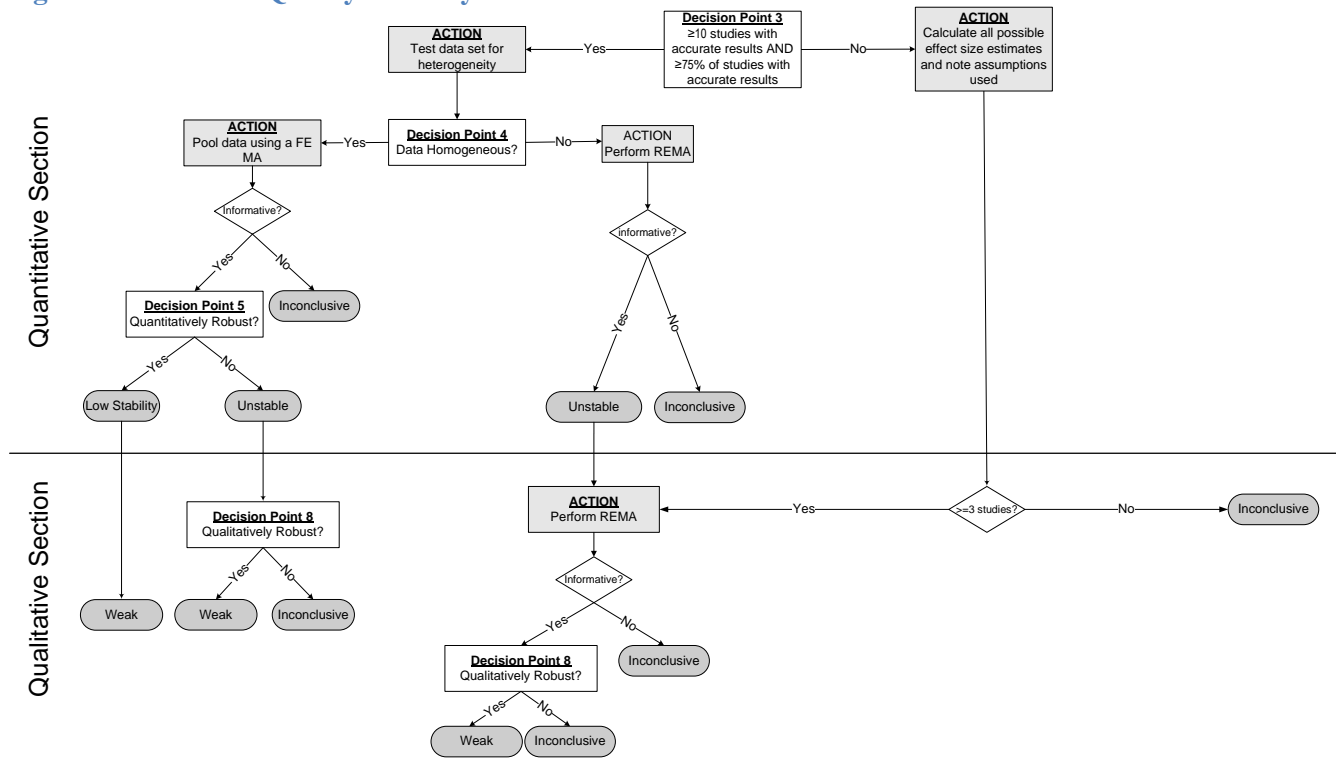 Decision Point 3
≥10 studies with
accurate results AND
≥75% of studies with
accurate results
Yes
No
ACTION
Test data set for
heterogeneity
ACTION
Calculate all possible
effect size estimates
and note assumptions
used
Quantitative Section
Decision Point 4
Data Homogeneous?
Yes
No
ACTION
Pool data using a FE
MA
ACTION
Perform REMA
Informative?
Yes
No
Decision Point 5
Quantitatively Robust?
Inconclusive
Yes
No
Low Stability
Unstable
informative?
Yes
No
Unstable
Inconclusive
Qualitative Section
Decision Point 8
Qualitatively Robust?
Yes
No
Weak
Weak
Inconclusive
ACTION
Perform REMA
Yes
>=3 studies?
No
Inconclusive
Informative?
Yes
No
Inconclusive
Decision Point 8
Qualitatively Robust?
Yes
No
Weak
Inconclusive